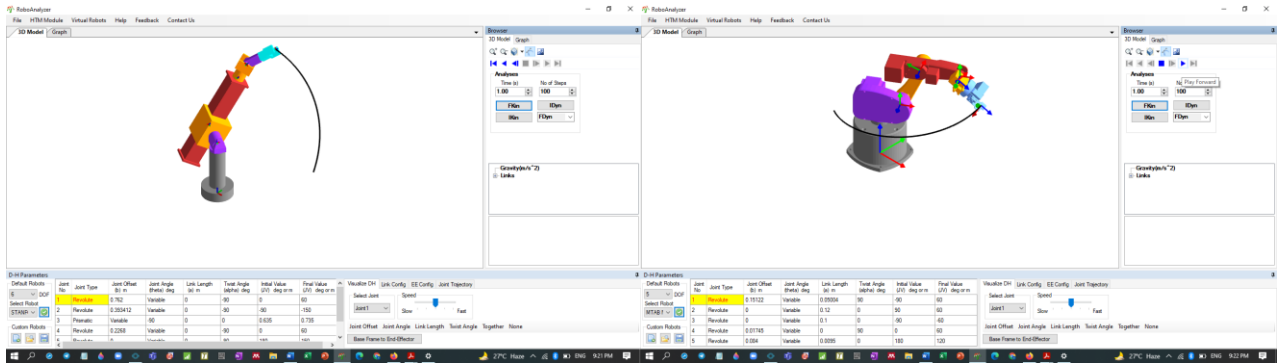 RoboAnalyzer
File HTM Module Virtual Robots Help Feedback Contact Us
3D Model Graph
Browser
3D Model Graph
Analyses
Time (s) No of Steps
1.00 100
FKin IDyn
IKin FDyn
Gravity(m/s^2)
Links
D-H Parameters
Default Robots
6 DOF
Select Robot
STANF
Custom Robots
Joint No Joint Type Joint Offset (b) m Joint Angle (theta) deg Link Length (a) m Twist Angle (alpha) deg Initial Value (JV) deg or m Final Value (JV) deg or m
1 Revolute 0.762 Variable 0 -90 0 60
2 Revolute 0.393412 Variable 0 -90 -90 -150
3 Prismatic Variable -90 0 0 0.635 0.735
4 Revolute 0.2268 Variable 0 -90 0 60
Visualize DH Link Config EE Config Joint Trajectory
Select Joint Speed
Joint1 Slow Fast
Joint Offset Joint Angle Link Length Twist Angle Together None
Base Frame to End-Effector
27°C Haze ENG 9:21 PM
RoboAnalyzer
File HTM Module Virtual Robots Help Feedback Contact Us
3D Model Graph
Browser
3D Model Graph
Analyses
Time (s)
Play Forward
1.00 100
FKin IDyn
IKin FDyn
Gravity(m/s^2)
Links
D-H Parameters
Default Robots
5 DOF
Select Robot
MTAB
Custom Robots
Joint No Joint Type Joint Offset (b) m Joint Angle (theta) deg Link Length (a) m Twist Angle (alpha) deg Initial Value (JV) deg or m Final Value (JV) deg or m
1 Revolute 0.15122 Variable 0.05004 -90 -90 60
2 Revolute 0 Variable 0.12 0 90 60
3 Revolute 0 Variable 0.1 0 -90 -60
4 Revolute 0.01745 Variable 0 90 0 60
5 Revolute 0.004 Variable 0.0095 0 180 120
Visualize DH Link Config EE Config Joint Trajectory
Select Joint Speed
Joint1 Slow Fast
Joint Offset Joint Angle Link Length Twist Angle Together None
Base Frame to End-Effector
27°C Haze ENG 9:22 PM